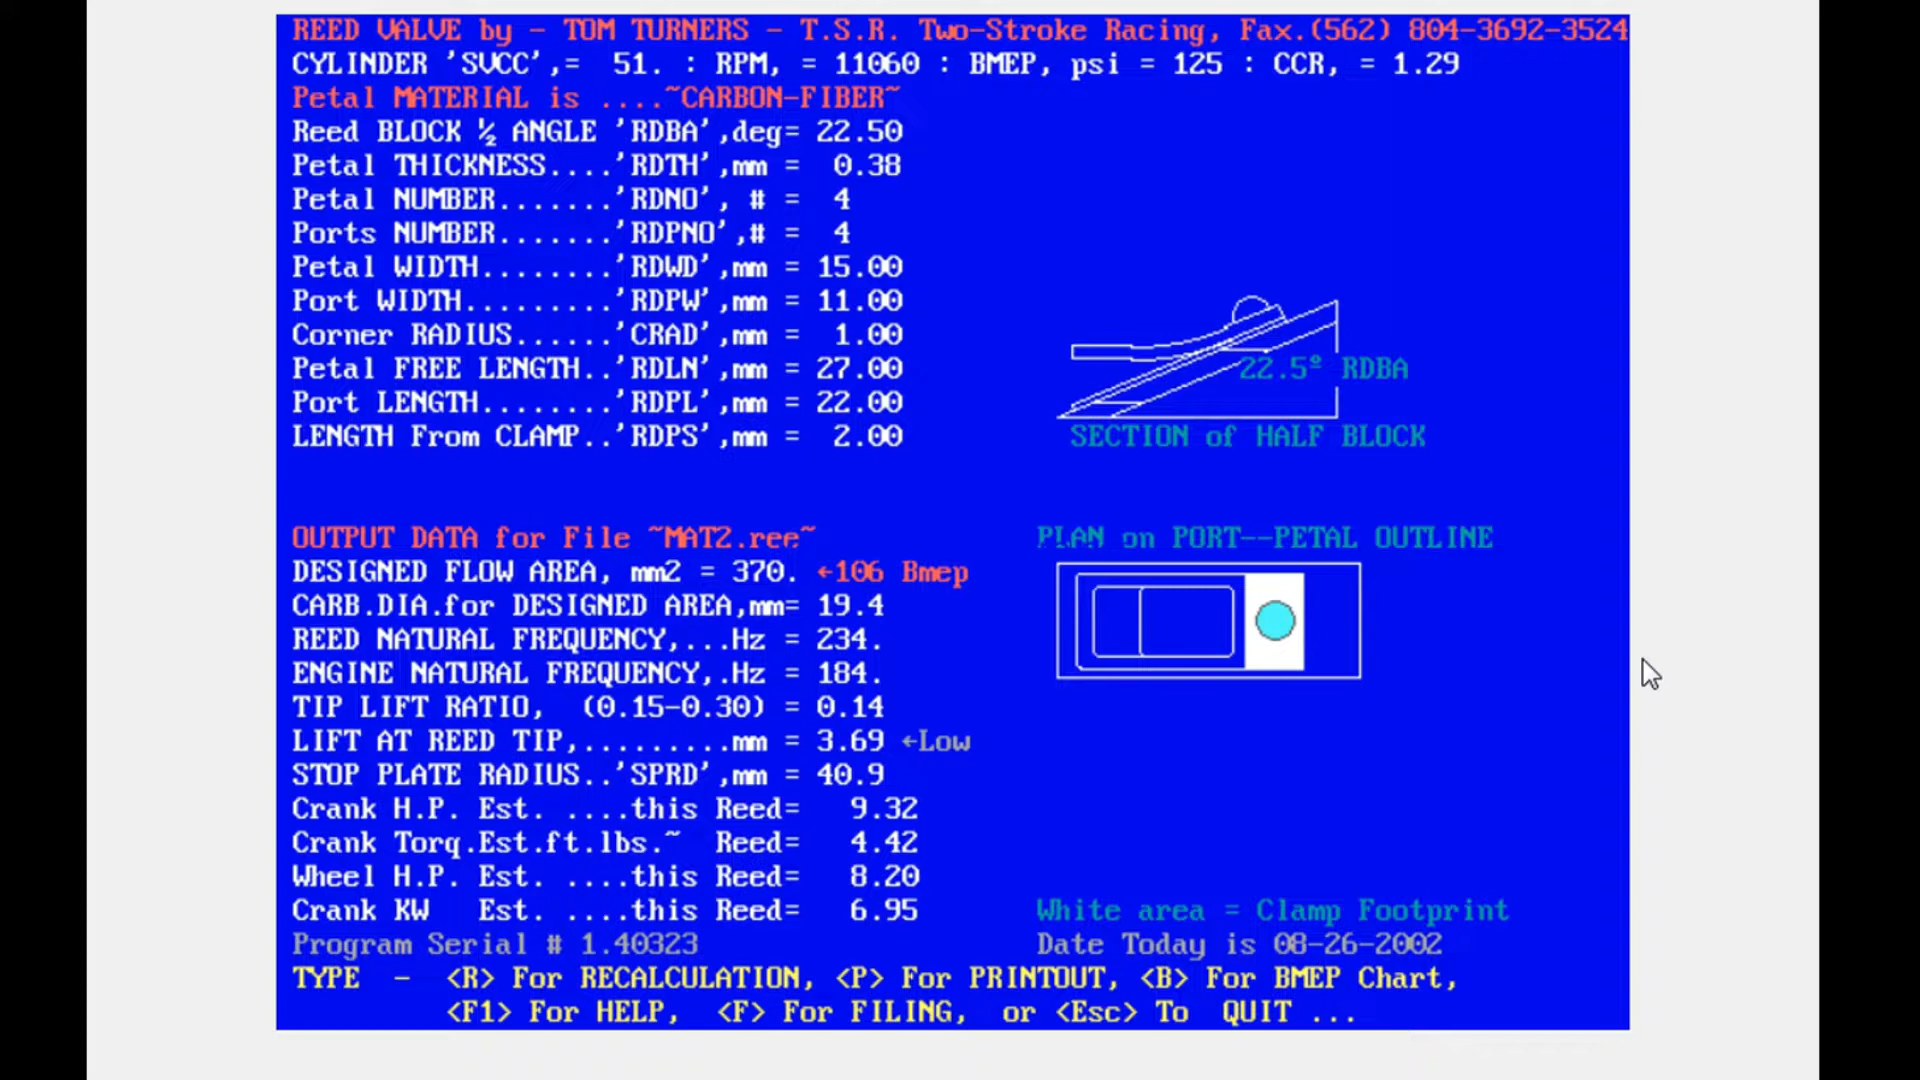 REED VALVE by - TOM TURNERS - T.S.R. Two-Stroke Racing, Fax.(562) 804-3692-3524
CYLINDER 'SVCC',=  51. : RPM, = 11060 : BMEP, psi = 125 : CCR, = 1.29
Petal MATERIAL is ....~CARBON-FIBER~
Reed BLOCK ½ ANGLE 'RDBA',deg= 22.50
Petal THICKNESS....'RDTH',mm =  0.38
Petal NUMBER.......'RDNO', # =  4
Ports NUMBER.......'RDPNO',# =  4
Petal WIDTH........'RDWD',mm = 15.00
Port WIDTH.........'RDPW',mm = 11.00
Corner RADIUS......'CRAD',mm =  1.00
Petal FREE LENGTH..'RDLN',mm = 27.00
22.5º RDBA
Port LENGTH........'RDPL',mm = 22.00
LENGTH From CLAMP..'RDPS',mm =  2.00
SECTION of HALF BLOCK
OUTPUT DATA for File ~MAT2.ree~
PLAN on PORT--PETAL OUTLINE
DESIGNED FLOW AREA, mm2 = 370. ←106 Bmep
CARB.DIA.for DESIGNED AREA,mm= 19.4
REED NATURAL FREQUENCY,...Hz = 234.
ENGINE NATURAL FREQUENCY,.Hz = 184.
TIP LIFT RATIO,  (0.15-0.30) = 0.14
LIFT AT REED TIP,.........mm = 3.69 ←Low
STOP PLATE RADIUS..'SPRD',mm = 40.9
Crank H.P. Est. ....this Reed=   9.32
Crank Torq.Est.ft.lbs.~  Reed=   4.42
Wheel H.P. Est. ....this Reed=   8.20
Crank KW   Est. ....this Reed=   6.95
White area = Clamp Footprint
Program Serial # 1.40323
Date Today is 08-26-2002
TYPE  -  <R> For RECALCULATION, <P> For PRINTOUT, <B> For BMEP Chart,
<F1> For HELP,  <F> For FILING,  or <Esc> To  QUIT ...